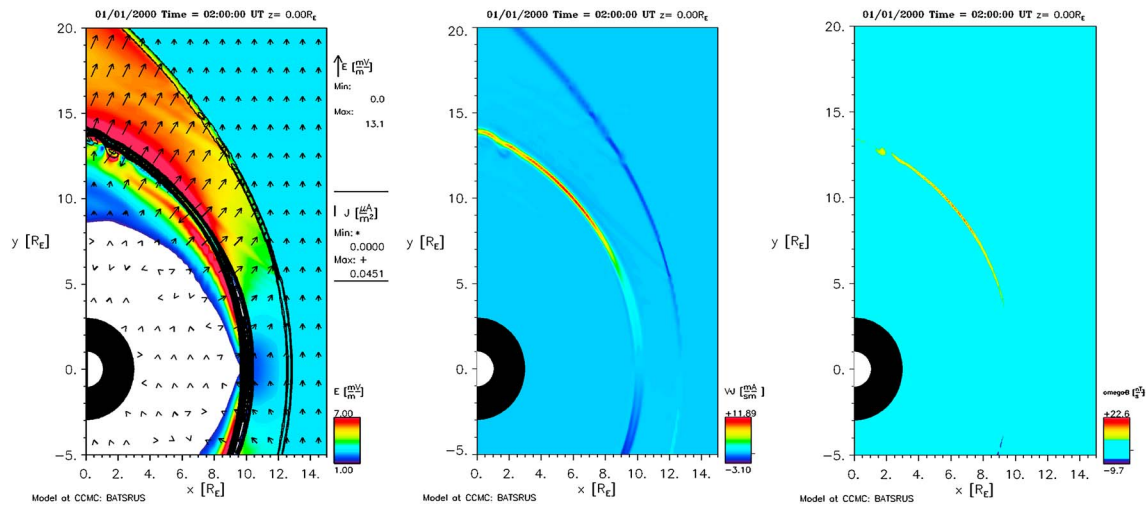 01/01/2000 Time = 02:00:00 UT z= 0.00R_E
20.
15.
10.
5.
0.
−5.
y [R_E]
0. 2. 4. 6. 8. 10. 12. 14.
x [R_E]
Model at CCMC: BATSRUS
E [mV/m]
Min:
0.0
Max:
13.1
J [μA/m2]
Min: *
0.0000
Max: +
0.0451
E [mV/m]
7.00
1.00
01/01/2000 Time = 02:00:00 UT z= 0.00R_E
20.
15.
10.
5.
0.
−5.
y [R_E]
0. 2. 4. 6. 8. 10. 12. 14.
x [R_E]
Model at CCMC: BATSRUS
+11.89
−3.10
01/01/2000 Time = 02:00:00 UT z= 0.00R_E
20.
15.
10.
5.
0.
−5.
y [R_E]
0. 2. 4. 6. 8. 10. 12. 14.
x [R_E]
Model at CCMC: BATSRUS
omegaB
+22.6
−9.7